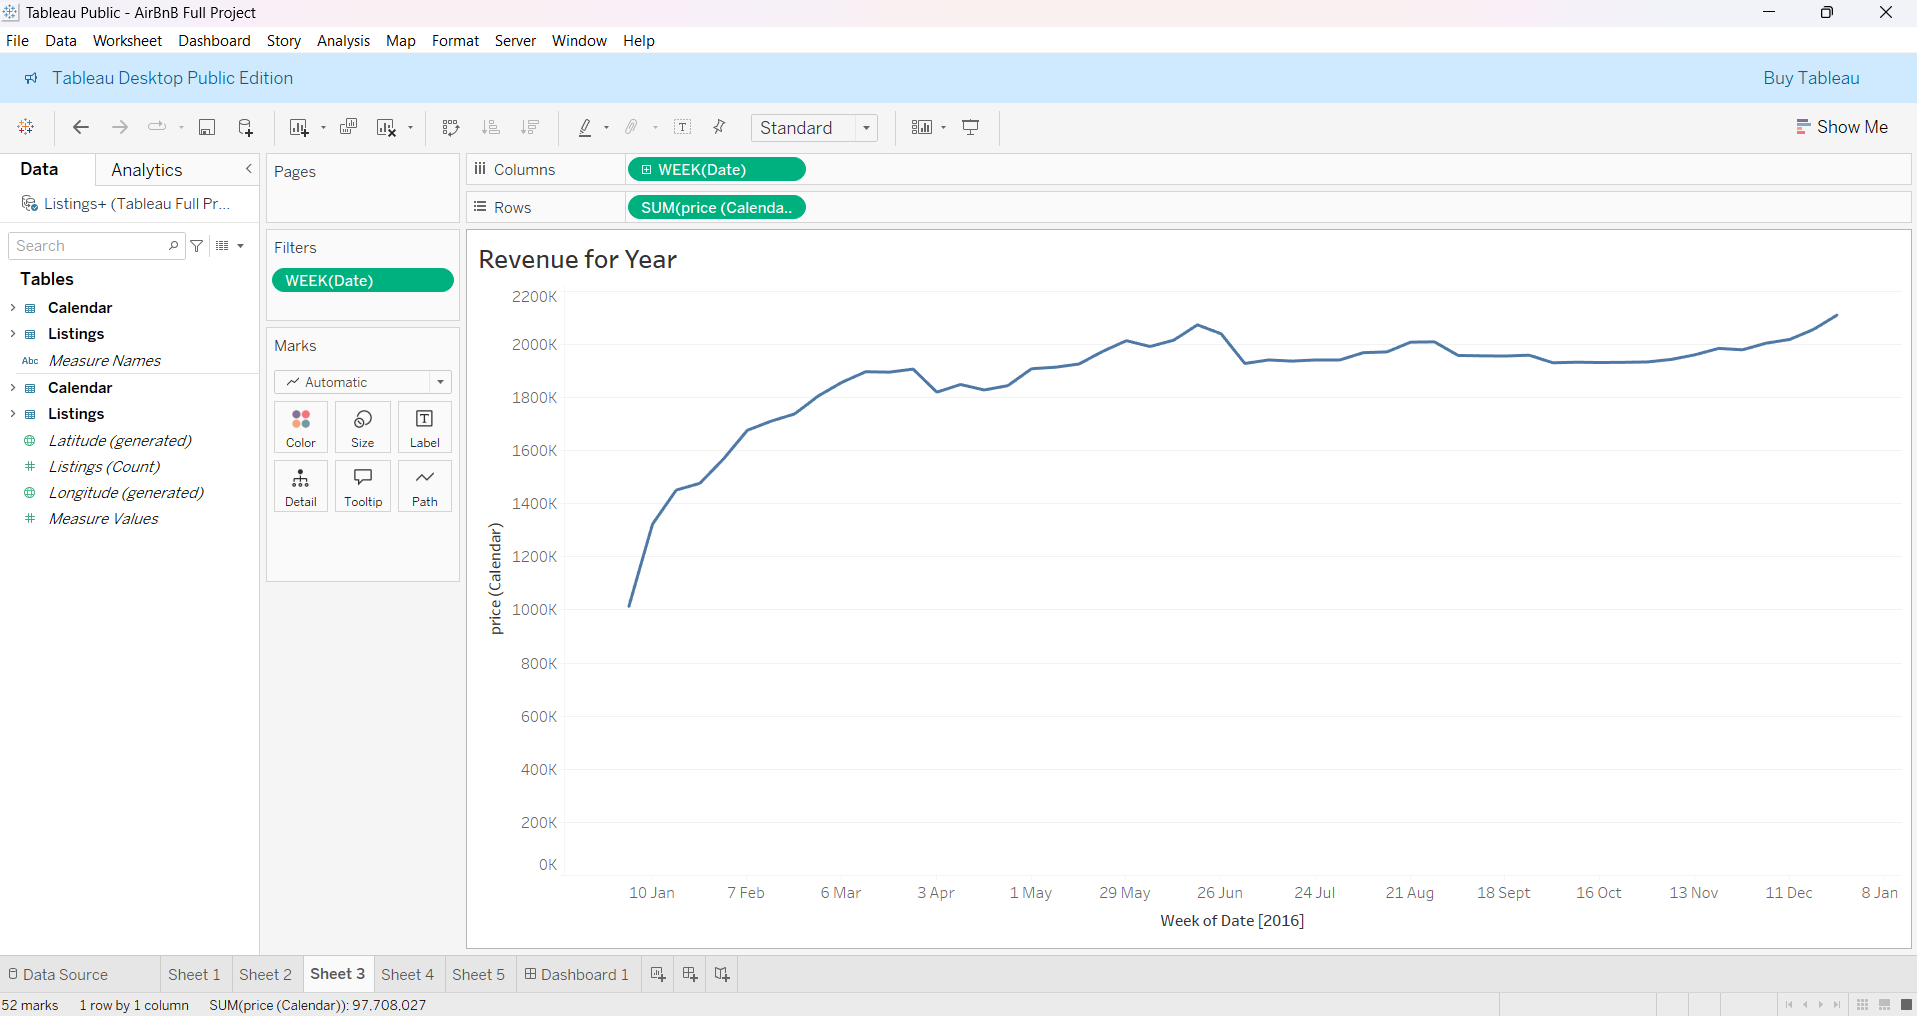 Tableau Public - AirBnB Full Project
File Data Worksheet Dashboard Story Analysis Map Format Server Window Help
Tableau Desktop Public Edition
Buy Tableau
Standard
Show Me
Data
Analytics
Listings+ (Tableau Full Pr...
Search
Tables
Calendar
Listings
Abc Measure Names
Calendar
Listings
Latitude (generated)
Listings (Count)
Longitude (generated)
Measure Values
Pages
Filters
WEEK(Date)
Marks
Automatic
Color Size Label
Detail Tooltip Path
Columns
WEEK(Date)
Rows
SUM(price (Calenda..
Revenue for Year
price (Calendar)
2200K
2000K
1800K
1600K
1400K
1200K
1000K
800K
600K
400K
200K
0K
10 Jan 7 Feb 6 Mar 3 Apr 1 May 29 May 26 Jun 24 Jul 21 Aug 18 Sept 16 Oct 13 Nov 11 Dec 8 Jan
Week of Date [2016]
Data Source Sheet 1 Sheet 2 Sheet 3 Sheet 4 Sheet 5 Dashboard 1
52 marks 1 row by 1 column SUM(price (Calendar)): 97,708,027